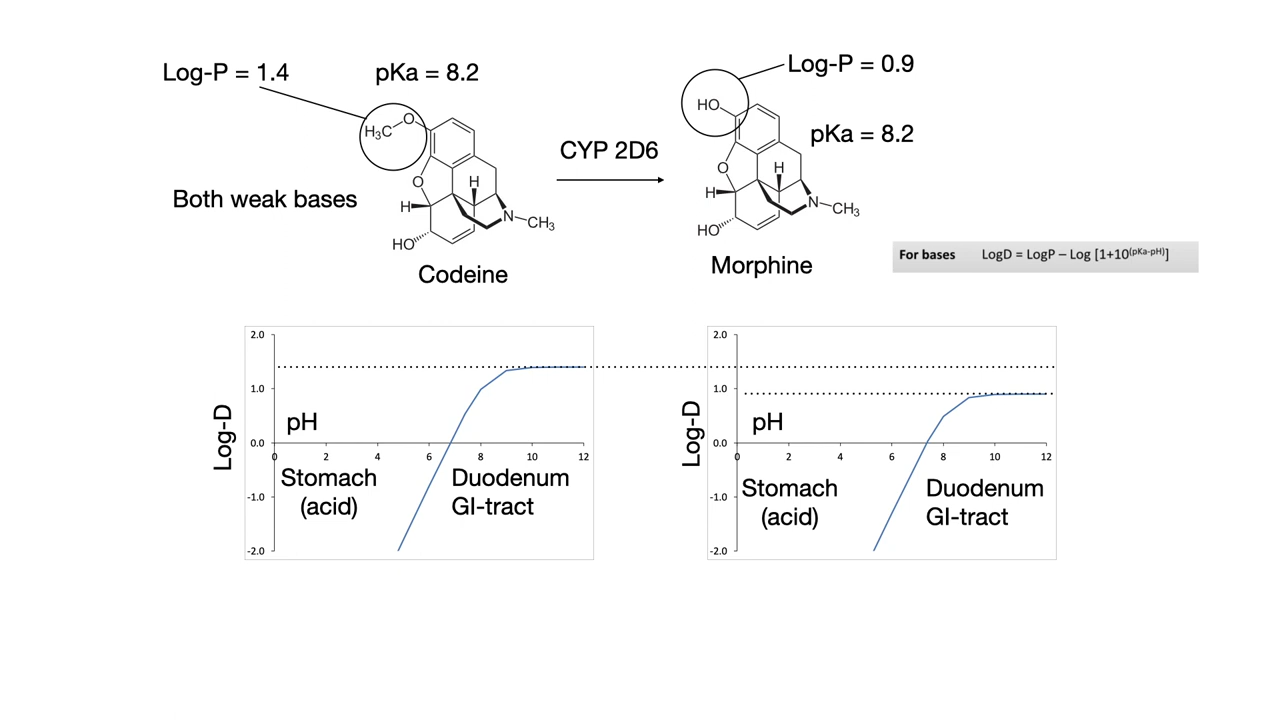 Log-P = 1.4
pKa = 8.2
Log-P = 0.9
pKa = 8.2
H₃C
O
O
H
H
N
CH₃
HO
Codeine
Both weak bases
CYP 2D6
HO
O
H
H
N
CH₃
HO
Morphine
For bases LogD = LogP – Log [1+10^(pKa-pH)]
Log-D
2.0
1.0
0.0
-1.0
-2.0
pH
0 2 4 6 8 10 12
Stomach
(acid)
Duodenum
GI-tract
Log-D
2.0
1.0
0.0
-1.0
-2.0
pH
0 2 4 6 8 10 12
Stomach
(acid)
Duodenum
GI-tract